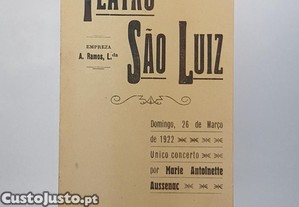 TEATRO
EMPREZA
A. Ramos, L.da
SÃO LUIZ
Domingo, 26 de Março
de 1922
Unico concerto
por Marie Antoinette
Aussenac
CustoJusto.pt